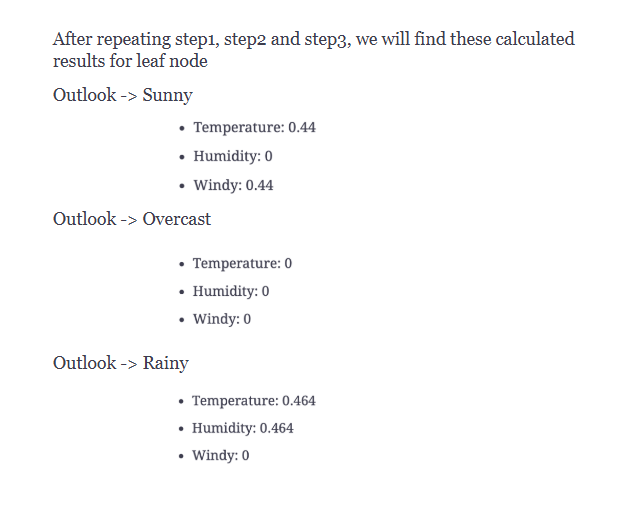 After repeating step1, step2 and step3, we will find these calculated
results for leaf node
Outlook -> Sunny
• Temperature: 0.44
• Humidity: 0
• Windy: 0.44
Outlook -> Overcast
• Temperature: 0
• Humidity: 0
• Windy: 0
Outlook -> Rainy
• Temperature: 0.464
• Humidity: 0.464
• Windy: 0